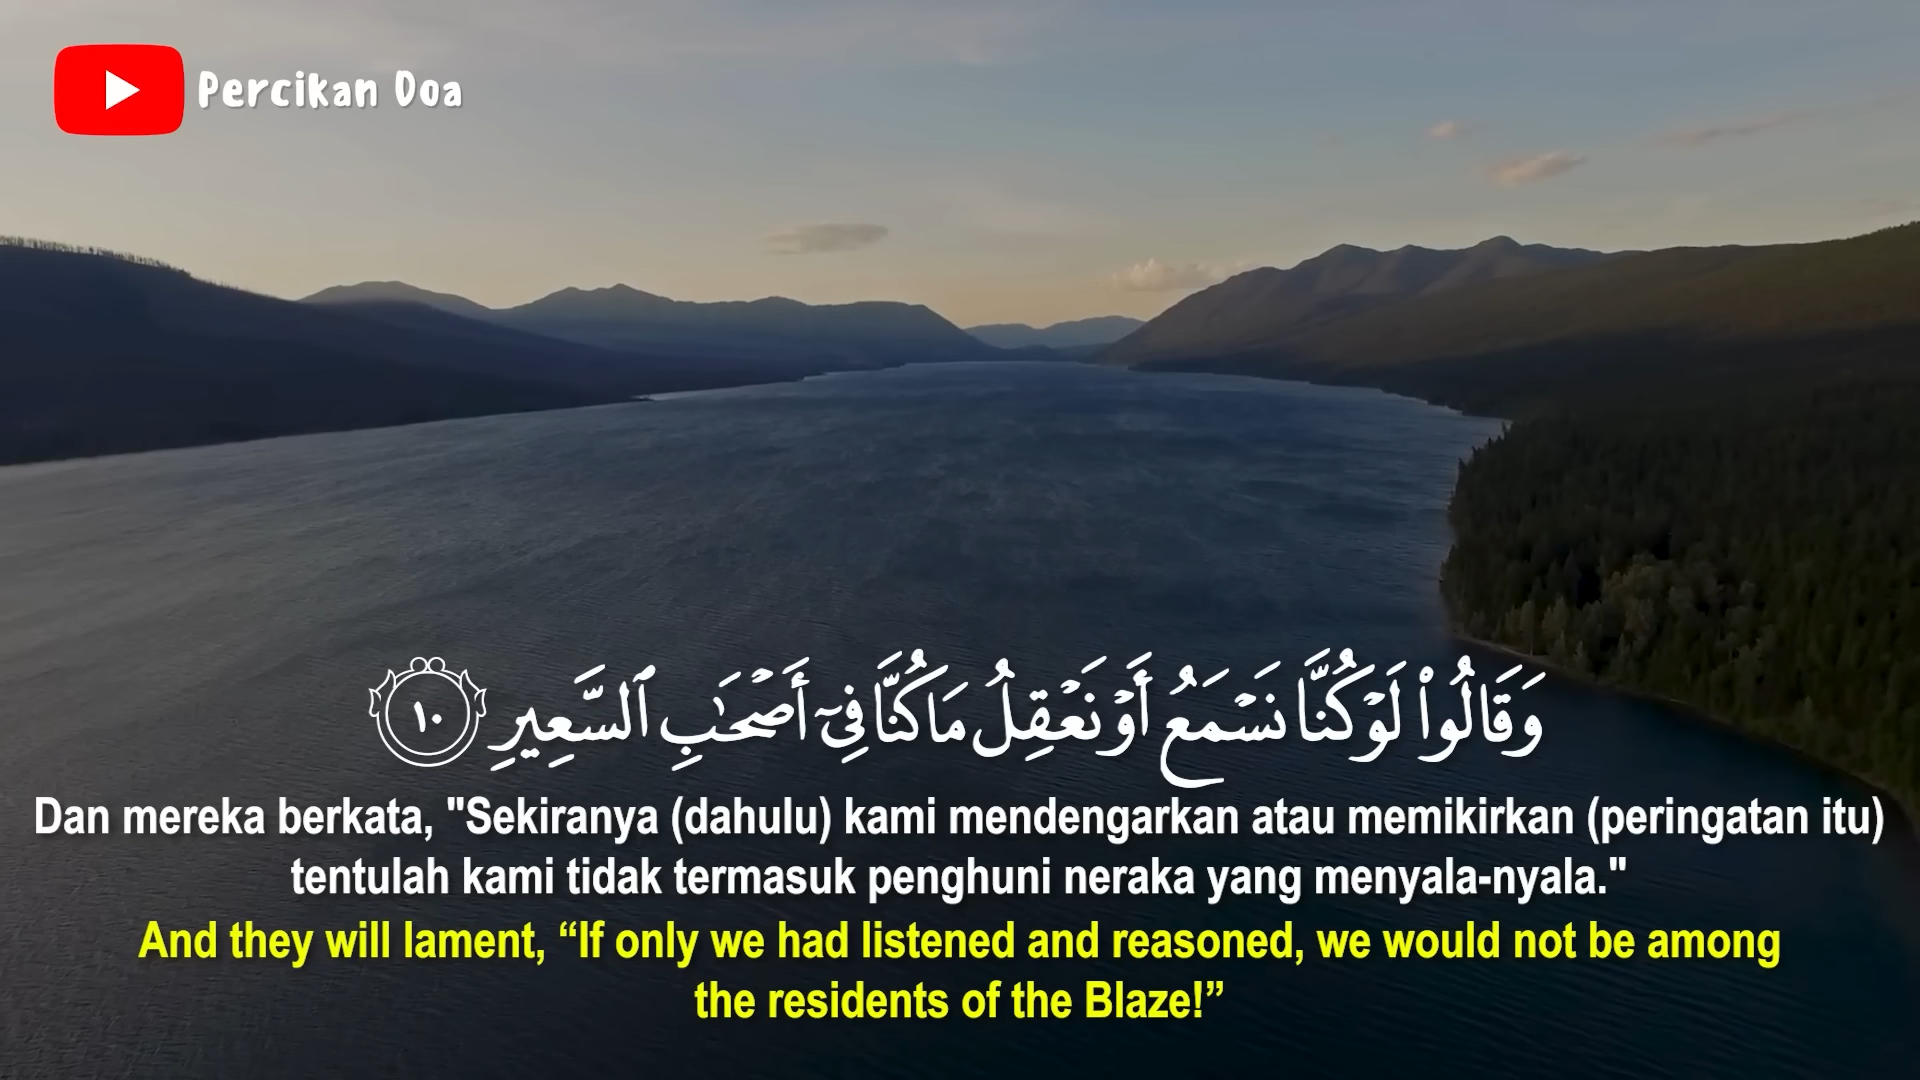 Percikan Doa
وَقَالُوا۟ لَوْ كُنَّا نَسْمَعُ أَوْ نَعْقِلُ مَا كُنَّا فِىٓ أَصْحَٰبِ ٱلسَّعِيرِ ١٠
Dan mereka berkata, "Sekiranya (dahulu) kami mendengarkan atau memikirkan (peringatan itu)
tentulah kami tidak termasuk penghuni neraka yang menyala-nyala."
And they will lament, “If only we had listened and reasoned, we would not be among
the residents of the Blaze!”